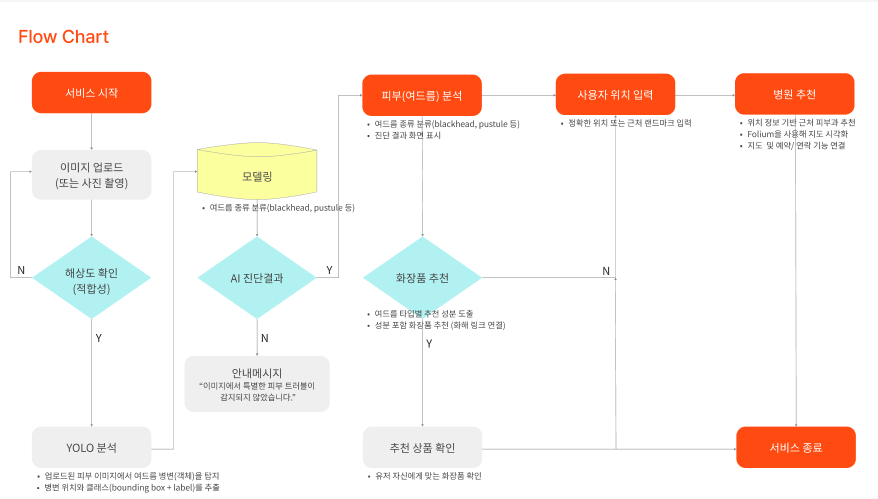 Flow Chart
서비스 시작
이미지 업로드
(또는 사진 촬영)
해상도 확인
(적합성)
N
Y
YOLO 분석
• 업로드된 피부 이미지에서 여드름 병변(객체)을 탐지
• 병변 위치와 클래스(bounding box + label)를 추출
모델링
• 여드름 종류 분류(blackhead, pustule 등)
AI 진단결과
Y
N
안내메시지
“이미지에서 특별한 피부 트러블이
감지되지 않았습니다.”
피부(여드름) 분석
• 여드름 종류 분류(blackhead, pustule 등)
• 진단 결과 화면 표시
화장품 추천
N
• 여드름 타입별 추천 성분 도출
• 성분 포함 화장품 추천 (화해 링크 연결)
Y
추천 상품 확인
• 유저 자신에게 맞는 화장품 확인
사용자 위치 입력
• 정확한 위치 또는 근처 랜드마크 입력
병원 추천
• 위치 정보 기반 근처 피부과 추천
• Folium을 사용해 지도 시각화
• 지도 및 예약/ 연락 기능 연결
서비스 종료